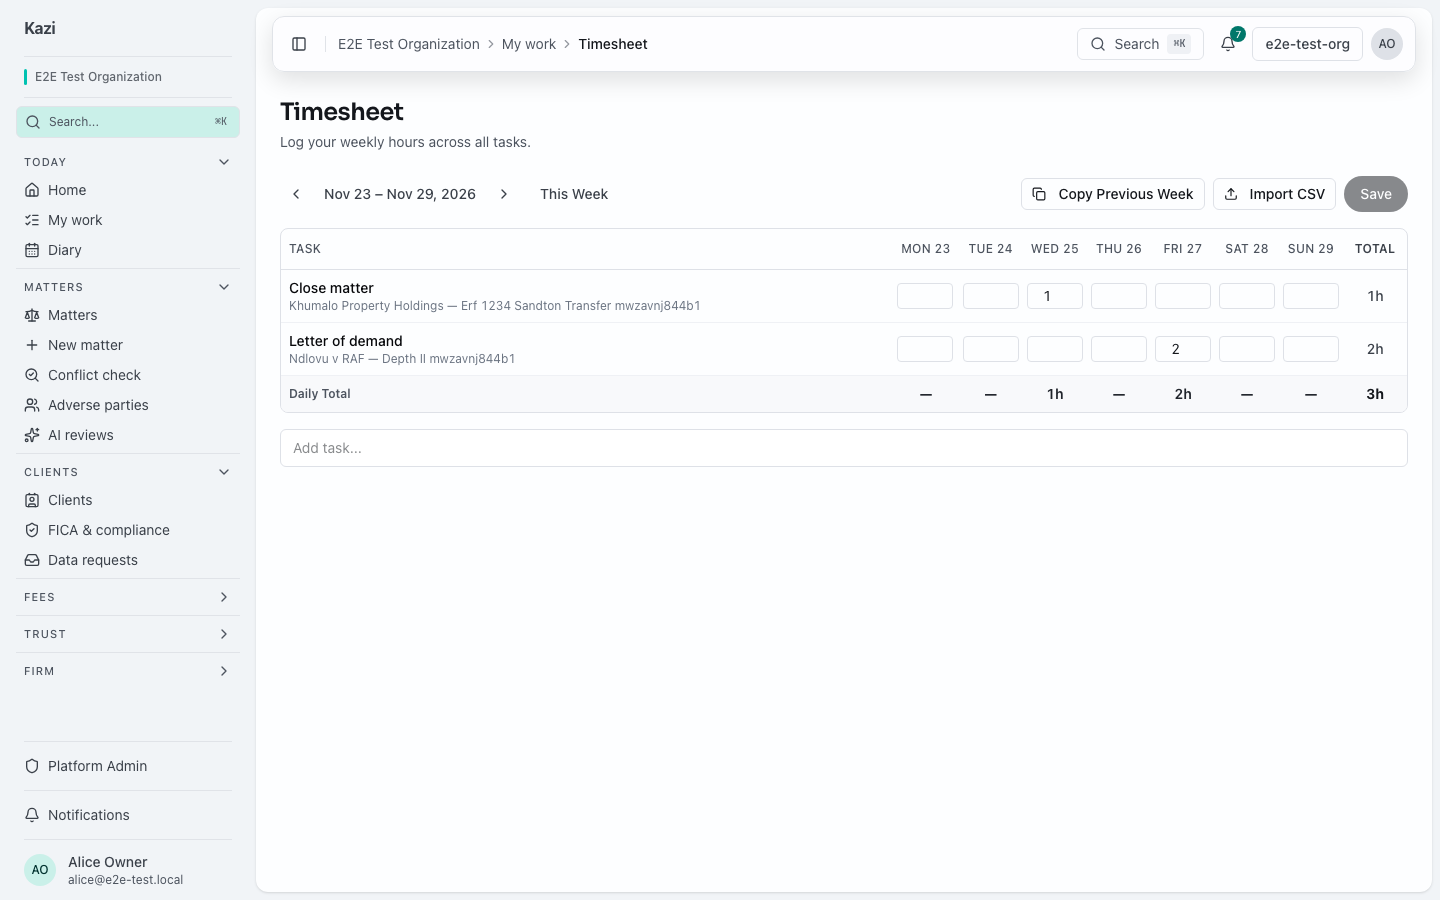 Kazi
E2E Test Organization
Search...
⌘K
TODAY
Home
My work
Diary
MATTERS
Matters
New matter
Conflict check
Adverse parties
AI reviews
CLIENTS
Clients
FICA & compliance
Data requests
FEES
TRUST
FIRM
Platform Admin
Notifications
AO
Alice Owner
alice@e2e-test.local
E2E Test Organization > My work > Timesheet
Search ⌘K
7
e2e-test-org
AO
Timesheet
Log your weekly hours across all tasks.
Nov 23 – Nov 29, 2026
This Week
Copy Previous Week
Import CSV
Save
TASK MON 23 TUE 24 WED 25 THU 26 FRI 27 SAT 28 SUN 29 TOTAL
Close matter
Khumalo Property Holdings — Erf 1234 Sandton Transfer mwzavnj844b1
1
1h
Letter of demand
Ndlovu v RAF — Depth II mwzavnj844b1
2
2h
Daily Total — — 1h — 2h — — 3h
Add task...